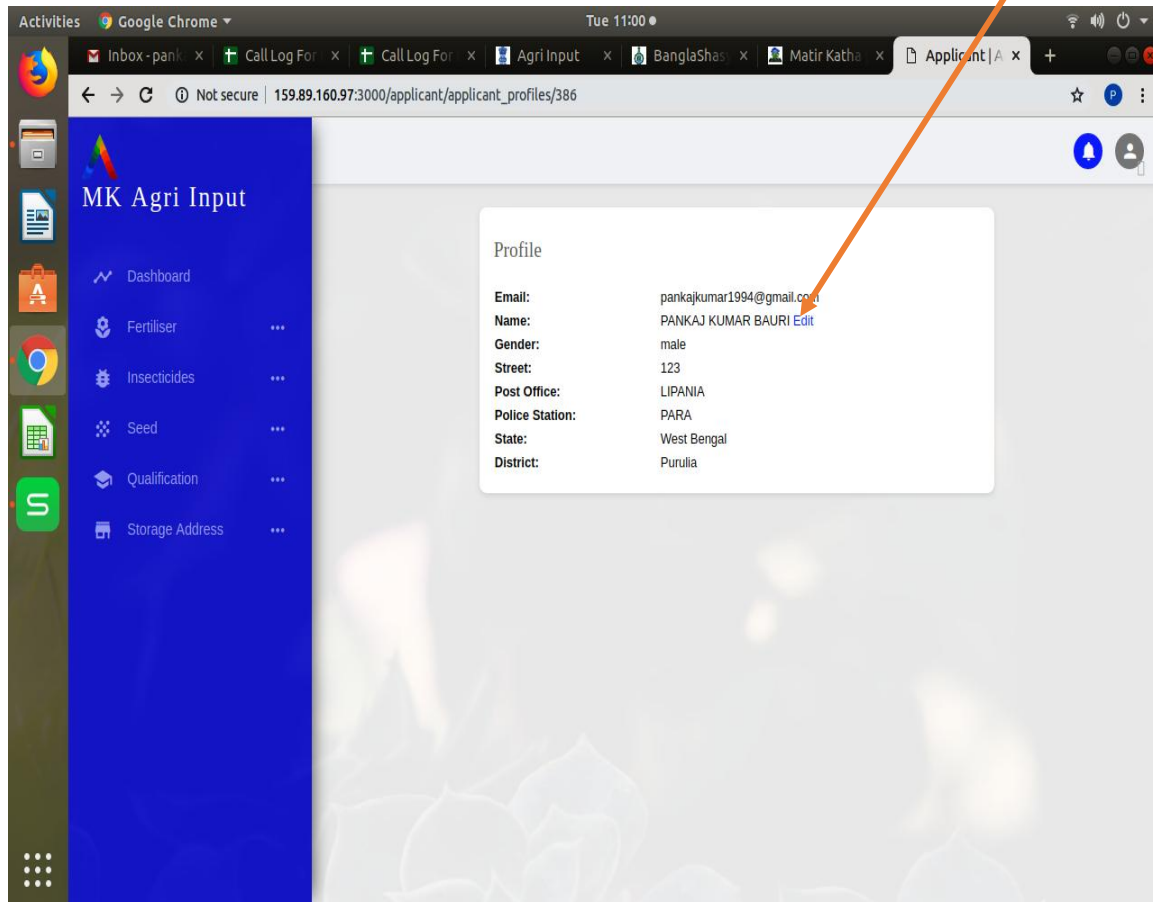 Activities Google Chrome Tue 11:00
Inbox - pank Call Log For Call Log For Agri Input BanglaShas Matir Katha Applicant | A
Not secure 159.89.160.97:3000/applicant/applicant_profiles/386 P
MK Agri Input
Dashboard
Fertiliser
Insecticides
Seed
Qualification
Storage Address
Profile
Email: pankajkumar1994@gmail.com
Name: PANKAJ KUMAR BAURI Edit
Gender: male
Street: 123
Post Office: LIPANIA
Police Station: PARA
State: West Bengal
District: Purulia